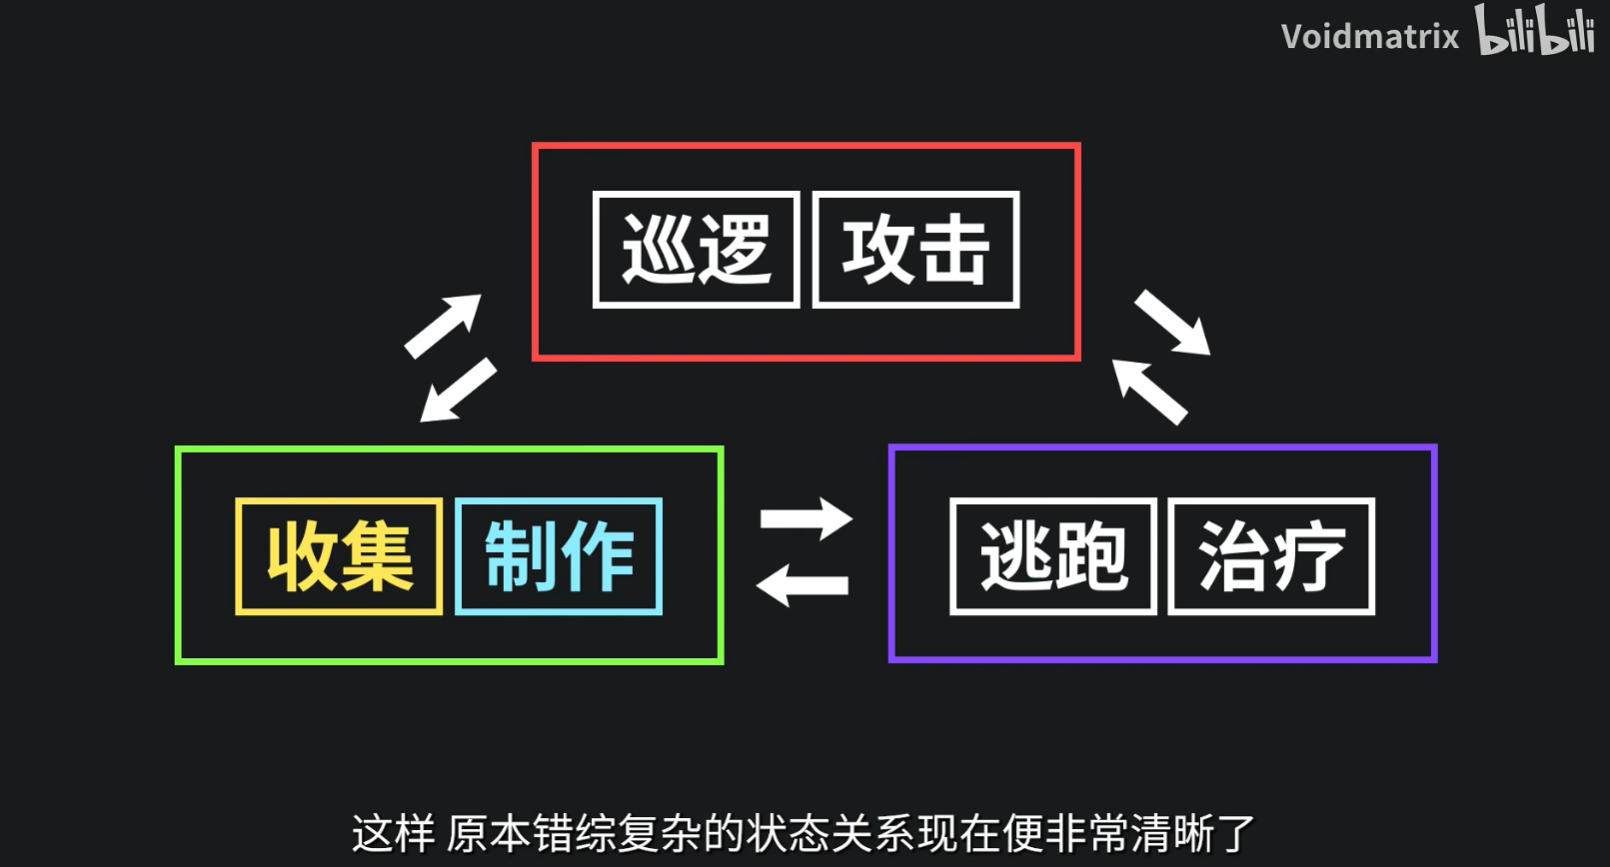 Voidmatrix bilibili
巡逻 攻击
收集 制作 逃跑 治疗
这样 原本错综复杂的状态关系现在便非常清晰了